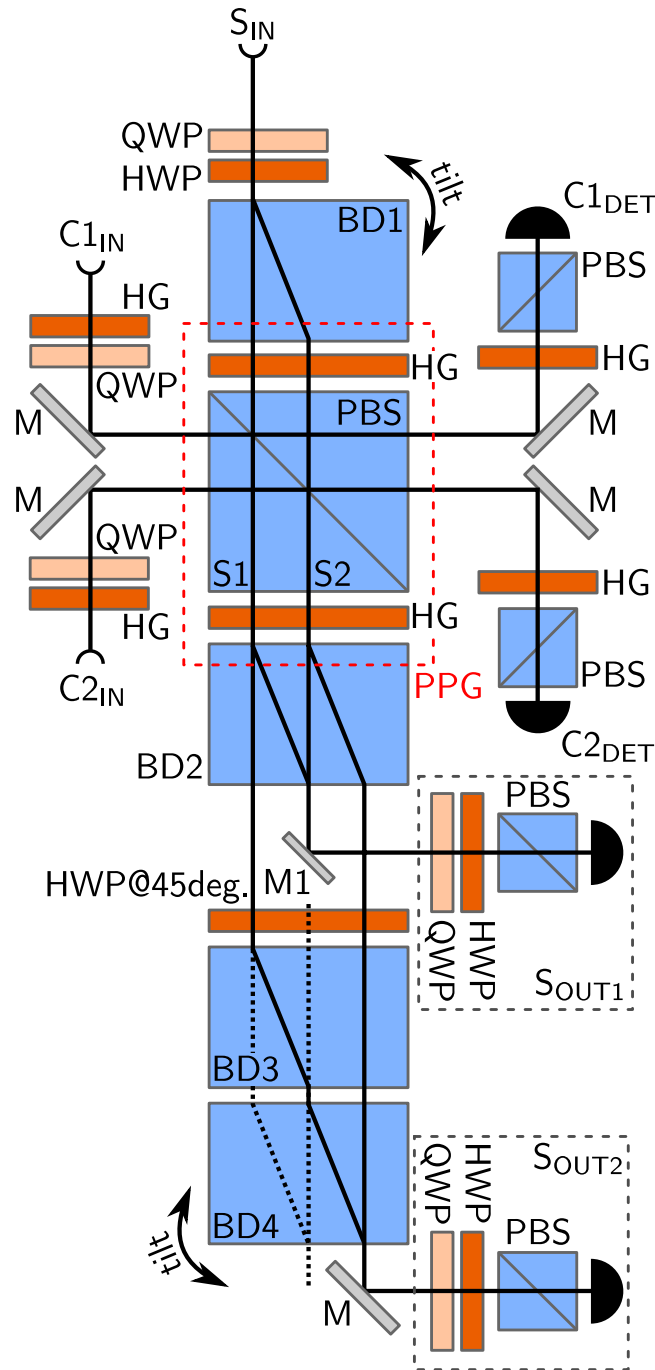 S_IN
QWP
HWP
tilt
BD1
C1_IN
C1_DET
HG
PBS
QWP
HG
HG
PBS
M
M
M
M
QWP
S1
S2
HG
HG
HG
PBS
C2_IN
PPG
C2_DET
BD2
PBS
M1
HWP@45deg.
QWP
HWP
S_OUT1
BD3
QWP
HWP
S_OUT2
BD4
PBS
tilt
M